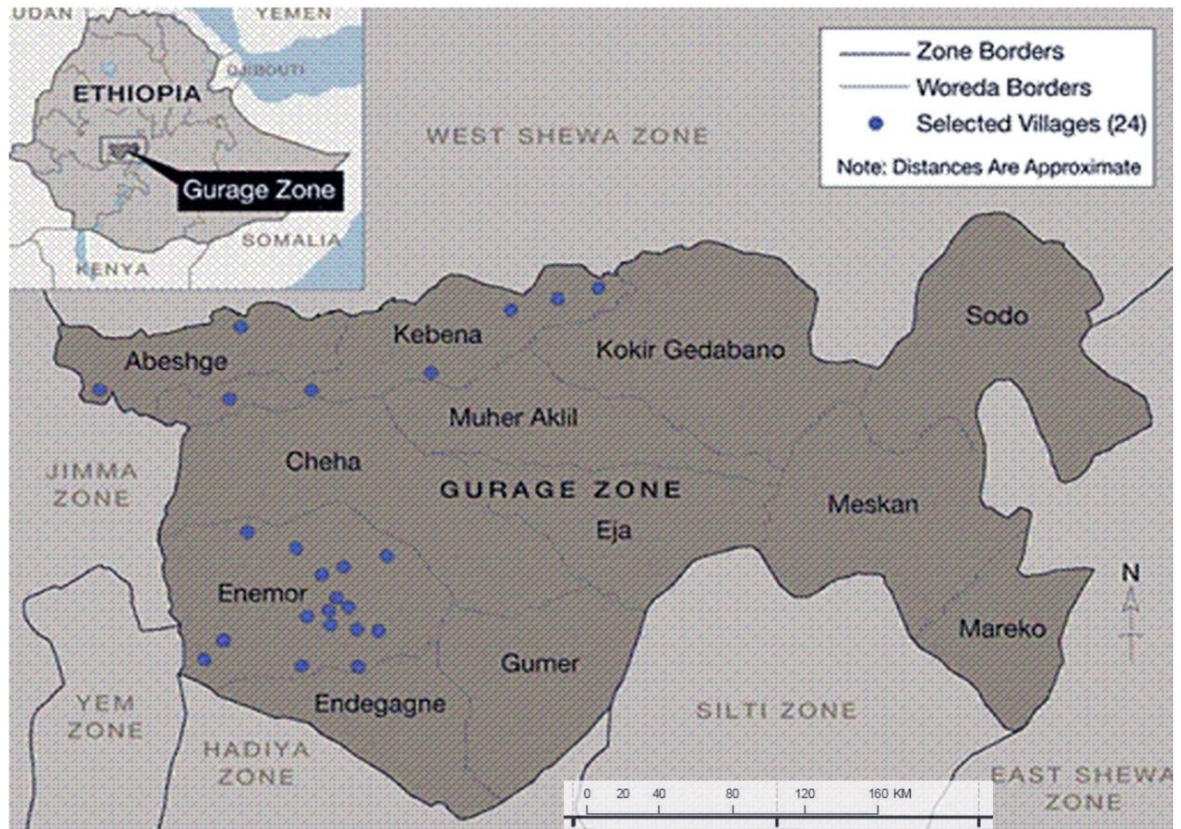 UDAN
YEMEN
DJIBOUTI
ETHIOPIA
Gurage Zone
SOMALIA
KENYA
Zone Borders
Woreda Borders
Selected Villages (24)
Note: Distances Are Approximate
WEST SHEWA ZONE
Sodo
Kebena
Abeshge
Kokir Gedabano
Muher Aklil
Cheha
JIMMA
ZONE
GURAGE ZONE
Eja
Meskan
N
Enemor
Mareko
Gumer
Endegagne
YEM
ZONE
HADIYA
ZONE
SILTI ZONE
EAST SHEWA
ZONE
0 20 40 80 120 160 KM